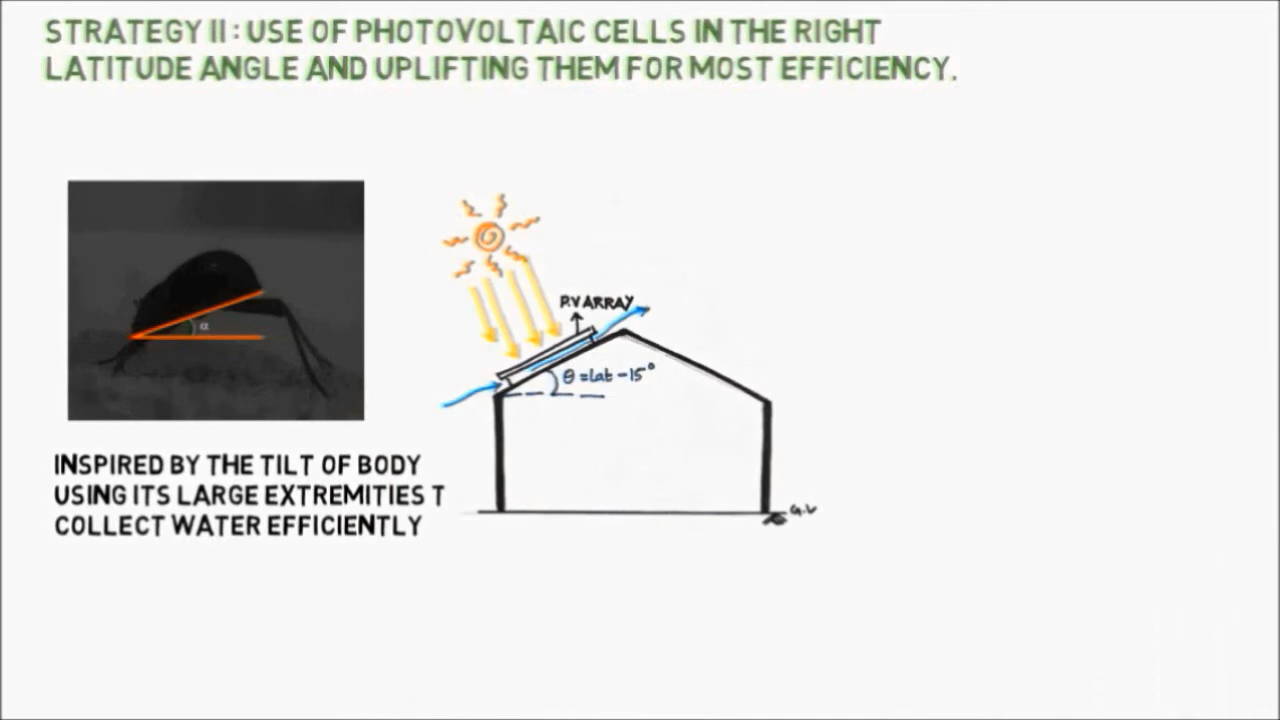 STRATEGY II : USE OF PHOTOVOLTAIC CELLS IN THE RIGHT
LATITUDE ANGLE AND UPLIFTING THEM FOR MOST EFFICIENCY.
α
P.V ARRAY
θ = lat - 15°
INSPIRED BY THE TILT OF BODY
USING ITS LARGE EXTREMITIES T
COLLECT WATER EFFICIENTLY
G.L